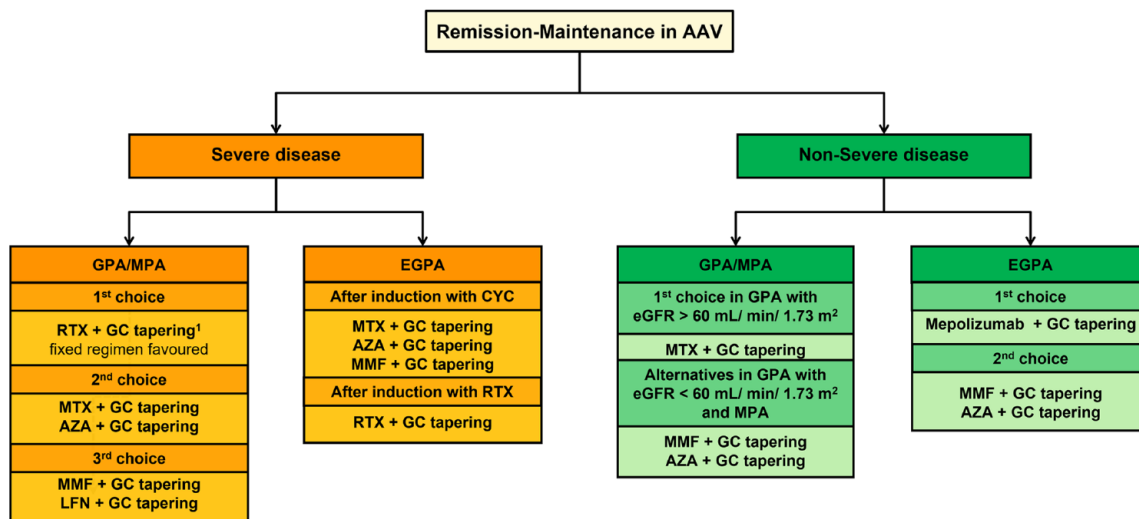 Remission-Maintenance in AAV
Severe disease
Non-Severe disease
GPA/MPA
1st choice
RTX + GC tapering¹
fixed regimen favoured
2nd choice
MTX + GC tapering
AZA + GC tapering
3rd choice
MMF + GC tapering
LFN + GC tapering
EGPA
After induction with CYC
MTX + GC tapering
AZA + GC tapering
MMF + GC tapering
After induction with RTX
RTX + GC tapering
GPA/MPA
1st choice in GPA with
eGFR > 60 mL/ min/ 1.73 m²
MTX + GC tapering
Alternatives in GPA with
eGFR < 60 mL/ min/ 1.73 m²
and MPA
MMF + GC tapering
AZA + GC tapering
EGPA
1st choice
Mepolizumab + GC tapering
2nd choice
MMF + GC tapering
AZA + GC tapering